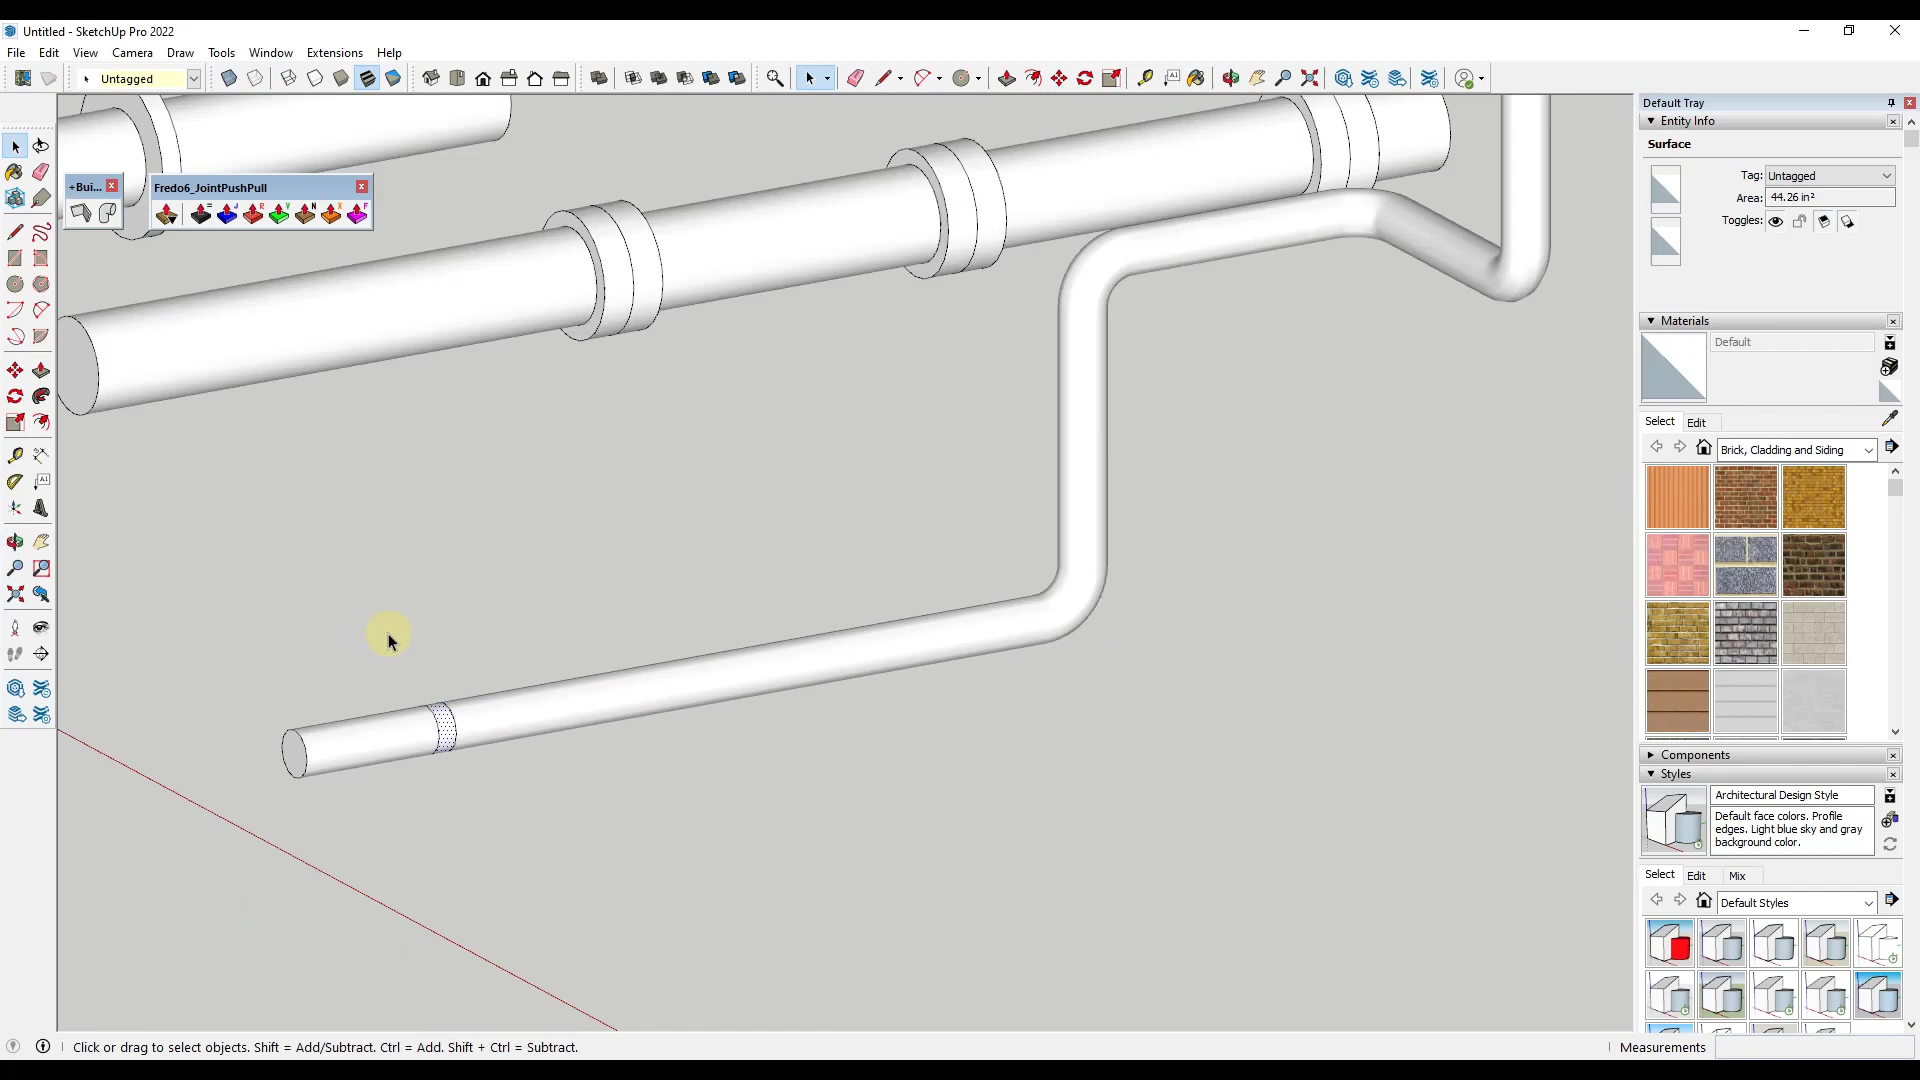 Untitled - SketchUp Pro 2022
File Edit View Camera Draw Tools Window Extensions Help
Untagged
Default Tray
Entity Info
Surface
Tag: Untagged
Area: 44.26 in²
Toggles:
+Bui...
Fredo6_JointPushPull
= J R V N X F
Materials
Default
Select Edit
Brick, Cladding and Siding
Components
Styles
Architectural Design Style
Default face colors. Profile
edges. Light blue sky and gray
background color.
Select Edit Mix
Default Styles
Click or drag to select objects. Shift = Add/Subtract. Ctrl = Add. Shift + Ctrl = Subtract.
Measurements